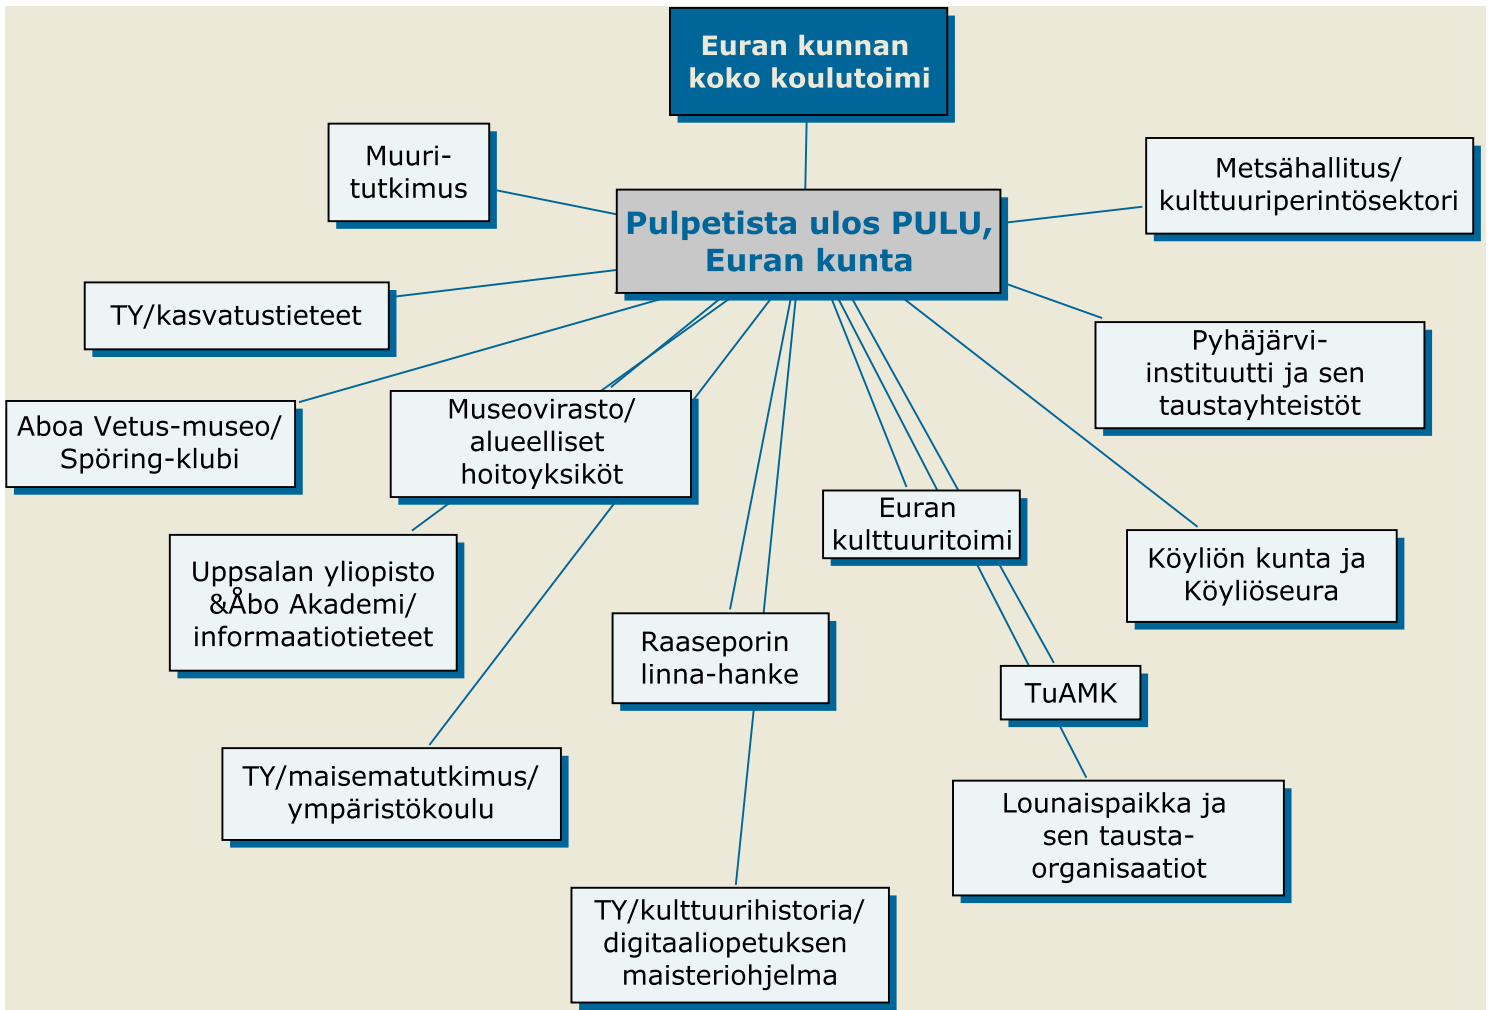 Euran kunnan
koko koulutoimi
Muuri-
tutkimus
Metsähallitus/
kulttuuriperintösektori
Pulpetista ulos PULU,
Euran kunta
TY/kasvatustieteet
Pyhäjärvi-
instituutti ja sen
taustayhteistöt
Aboa Vetus-museo/
Spöring-klubi
Museovirasto/
alueelliset
hoitoyksiköt
Euran
kulttuuritoimi
Köyliön kunta ja
Köyliöseura
Uppsalan yliopisto
&Åbo Akademi/
informaatiotieteet
Raaseporin
linna-hanke
TuAMK
TY/maisematutkimus/
ympäristökoulu
Lounaispaikka ja
sen tausta-
organisaatiot
TY/kulttuurihistoria/
digitaaliopetuksen
maisteriohjelma